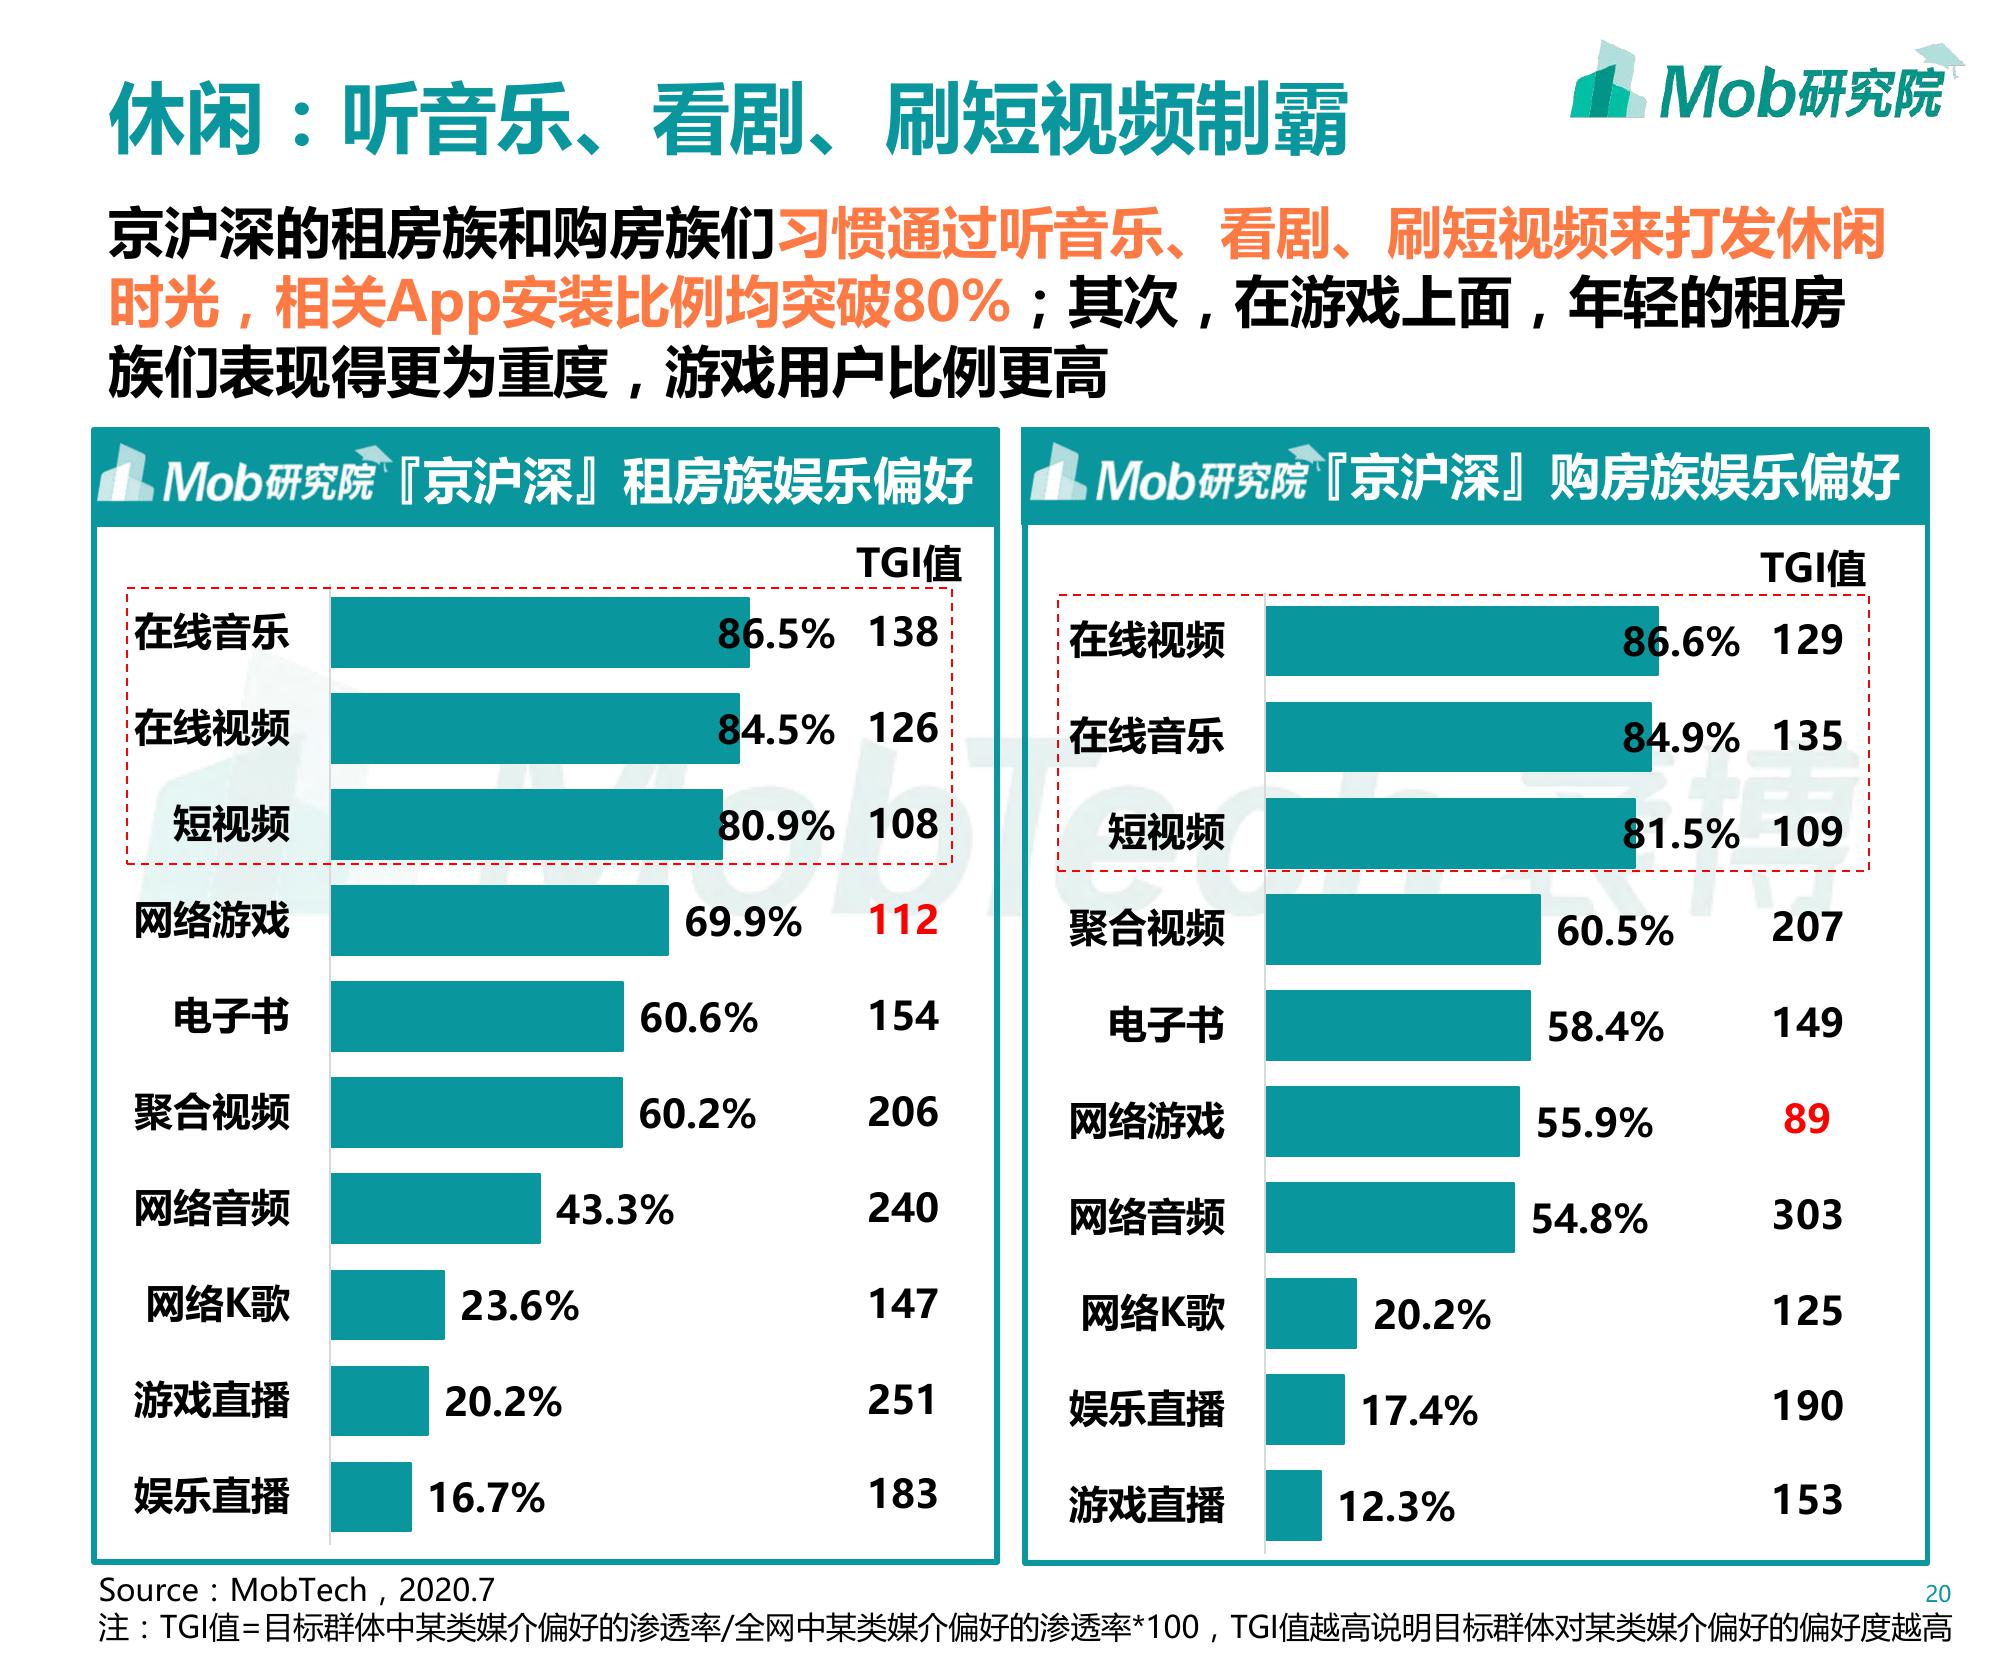 休闲：听音乐、看剧、刷短视频制霸
Mob研究院
京沪深的租房族和购房族们习惯通过听音乐、看剧、刷短视频来打发休闲
时光，相关App安装比例均突破80%；其次，在游戏上面，年轻的租房
族们表现得更为重度，游戏用户比例更高
Mob研究院『京沪深』租房族娱乐偏好
TGI值
在线音乐 86.5% 138
在线视频 84.5% 126
短视频 80.9% 108
网络游戏 69.9% 112
电子书 60.6% 154
聚合视频 60.2% 206
网络音频 43.3% 240
网络K歌 23.6% 147
游戏直播 20.2% 251
娱乐直播 16.7% 183
Mob研究院『京沪深』购房族娱乐偏好
TGI值
在线视频 86.6% 129
在线音乐 84.9% 135
短视频 81.5% 109
聚合视频 60.5% 207
电子书 58.4% 149
网络游戏 55.9% 89
网络音频 54.8% 303
网络K歌 20.2% 125
娱乐直播 17.4% 190
游戏直播 12.3% 153
MobTech 袤博
Source：MobTech，2020.7
20
注：TGI值=目标群体中某类媒介偏好的渗透率/全网中某类媒介偏好的渗透率*100，TGI值越高说明目标群体对某类媒介偏好的偏好度越高